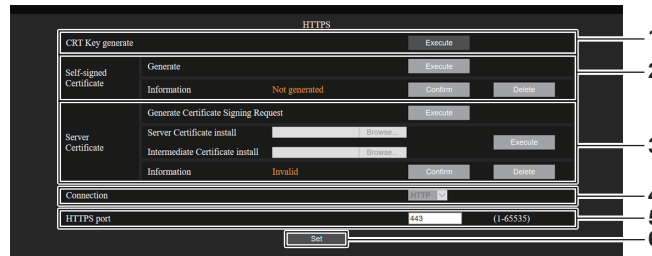 HTTPS
CRT Key generate Execute 1
Self-signed Certificate
Generate Execute 2
Information Not generated Confirm Delete
Server Certificate
Generate Certificate Signing Request Execute
Server Certificate install Browse...
Execute 3
Intermediate Certificate install Browse...
Information Invalid Confirm Delete
Connection HTTP 4
HTTPS port 443 (1-65535) 5
Set 6